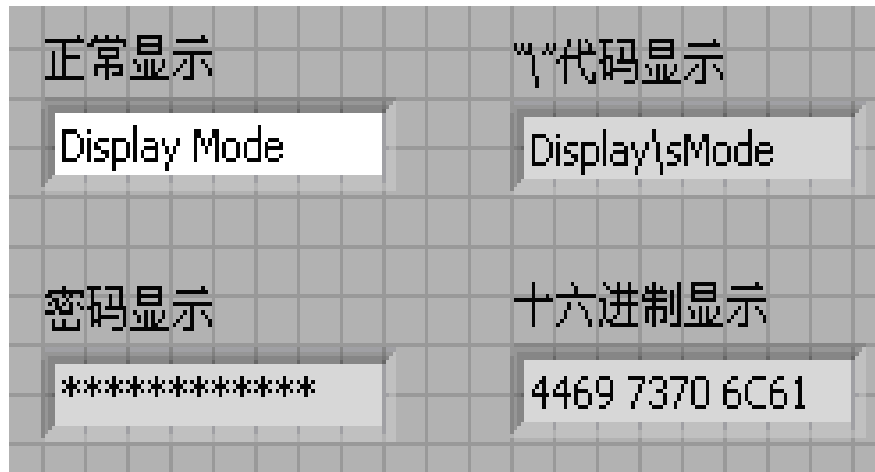 正常显示
Display Mode
"\"代码显示
Display\sMode
密码显示
************
十六进制显示
4469 7370 6C61